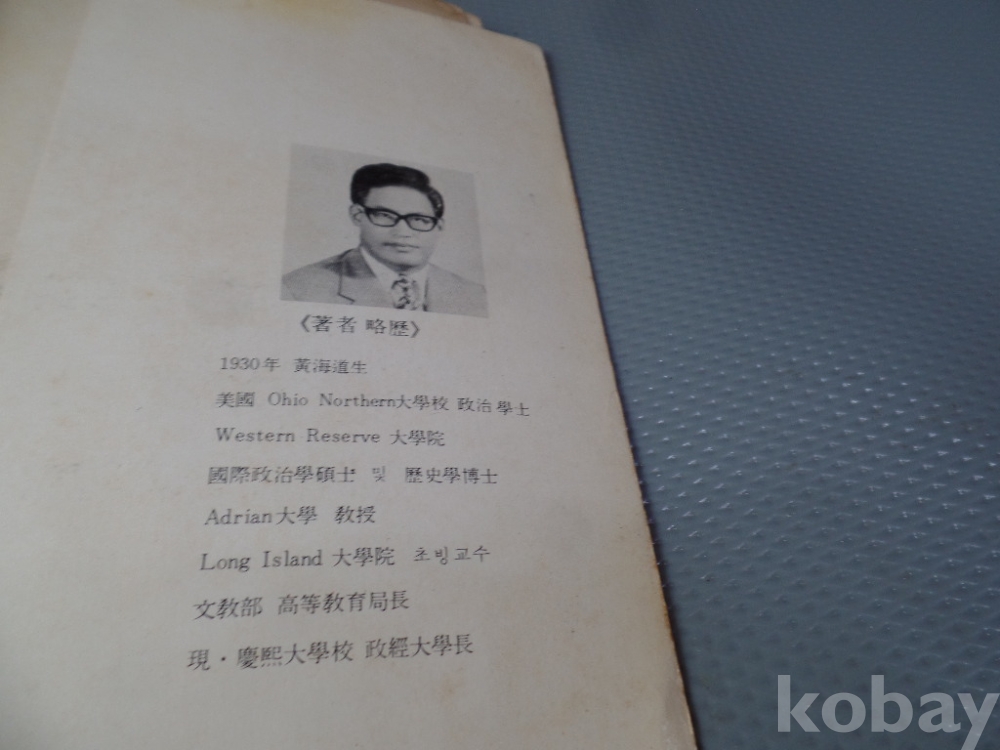 《著者 略歷》
1930年 黃海道生
美國 Ohio Northern大學校 政治學士
Western Reserve 大學院
國際政治學碩士 및 歷史學博士
Adrian大學 敎授
Long Island 大學院 초빙교수
文敎部 高等敎育局長
現·慶熙大學校 政經大學長
kobay